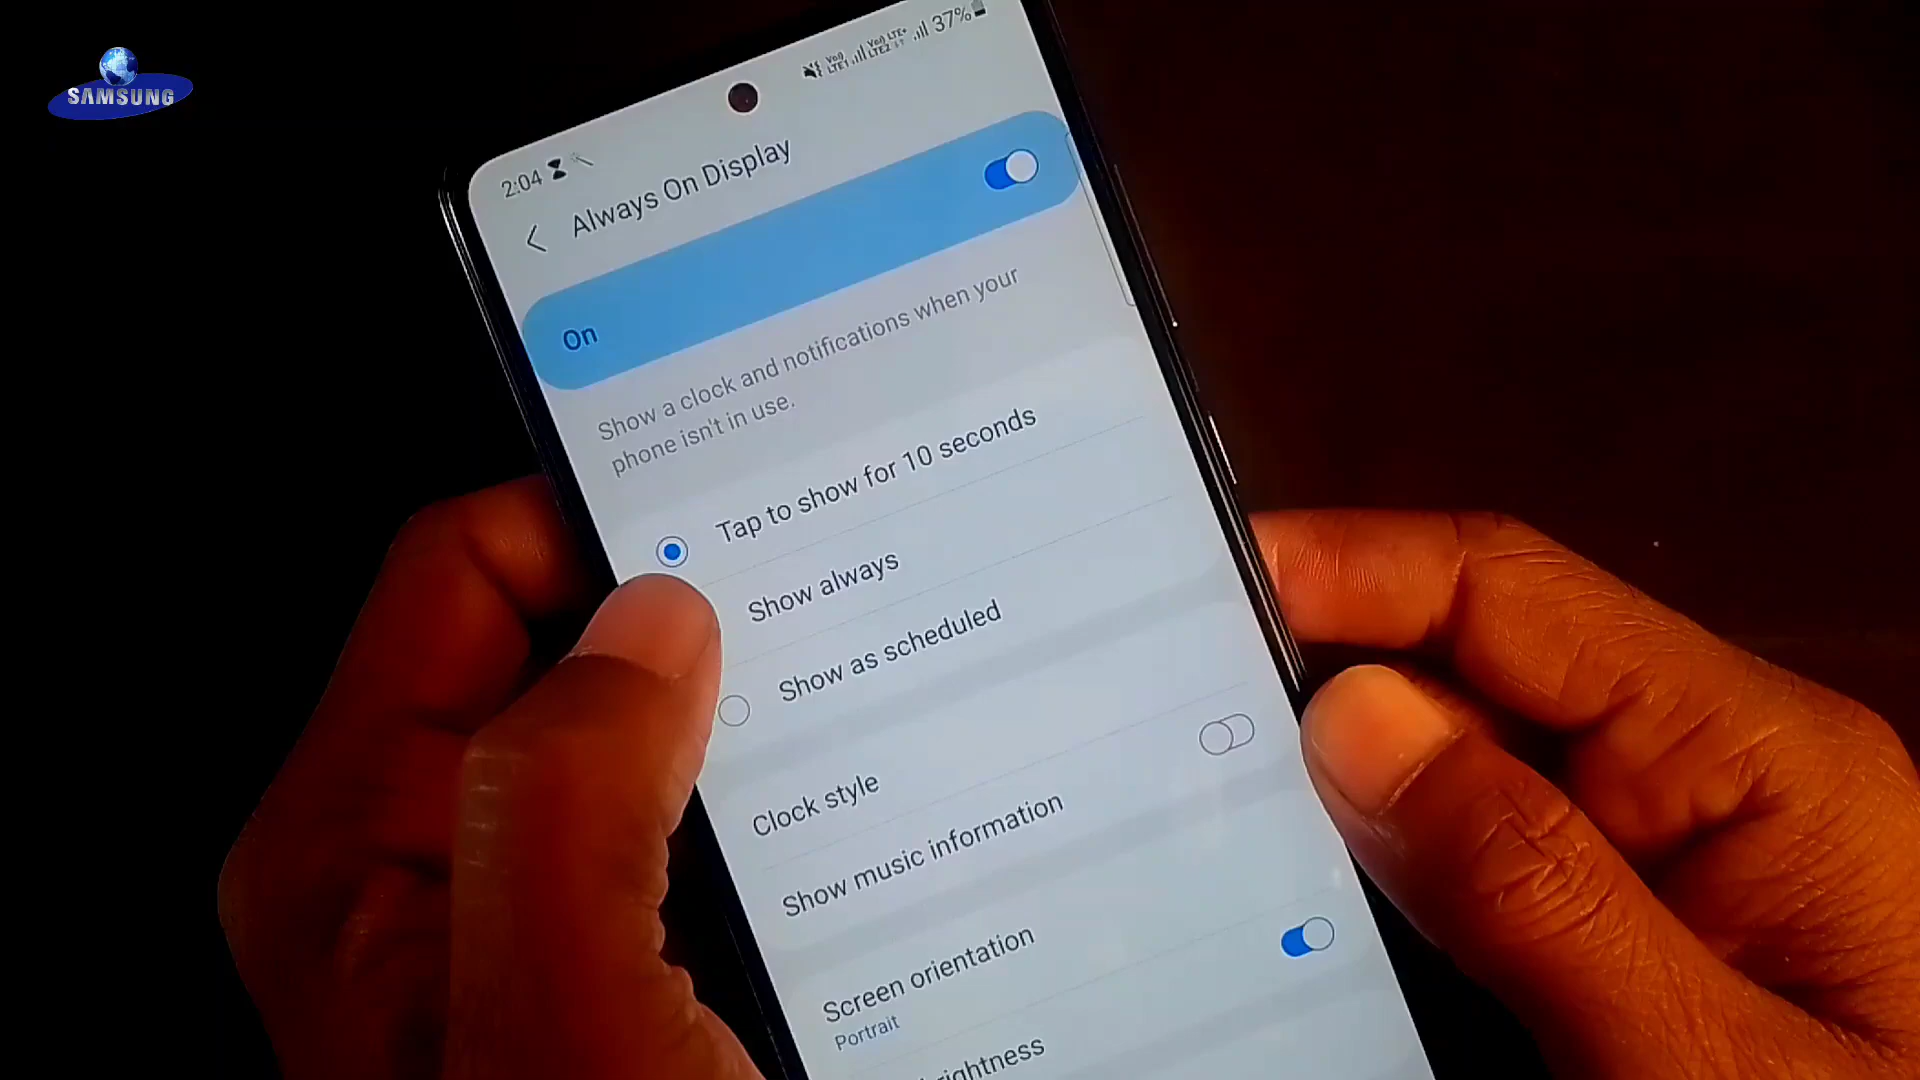 SAMSUNG
2:04
37%
Always On Display
On
Show a clock and notifications when your
phone isn't in use.
Tap to show for 10 seconds
Show always
Show as scheduled
Clock style
Show music information
Screen orientation
Portrait